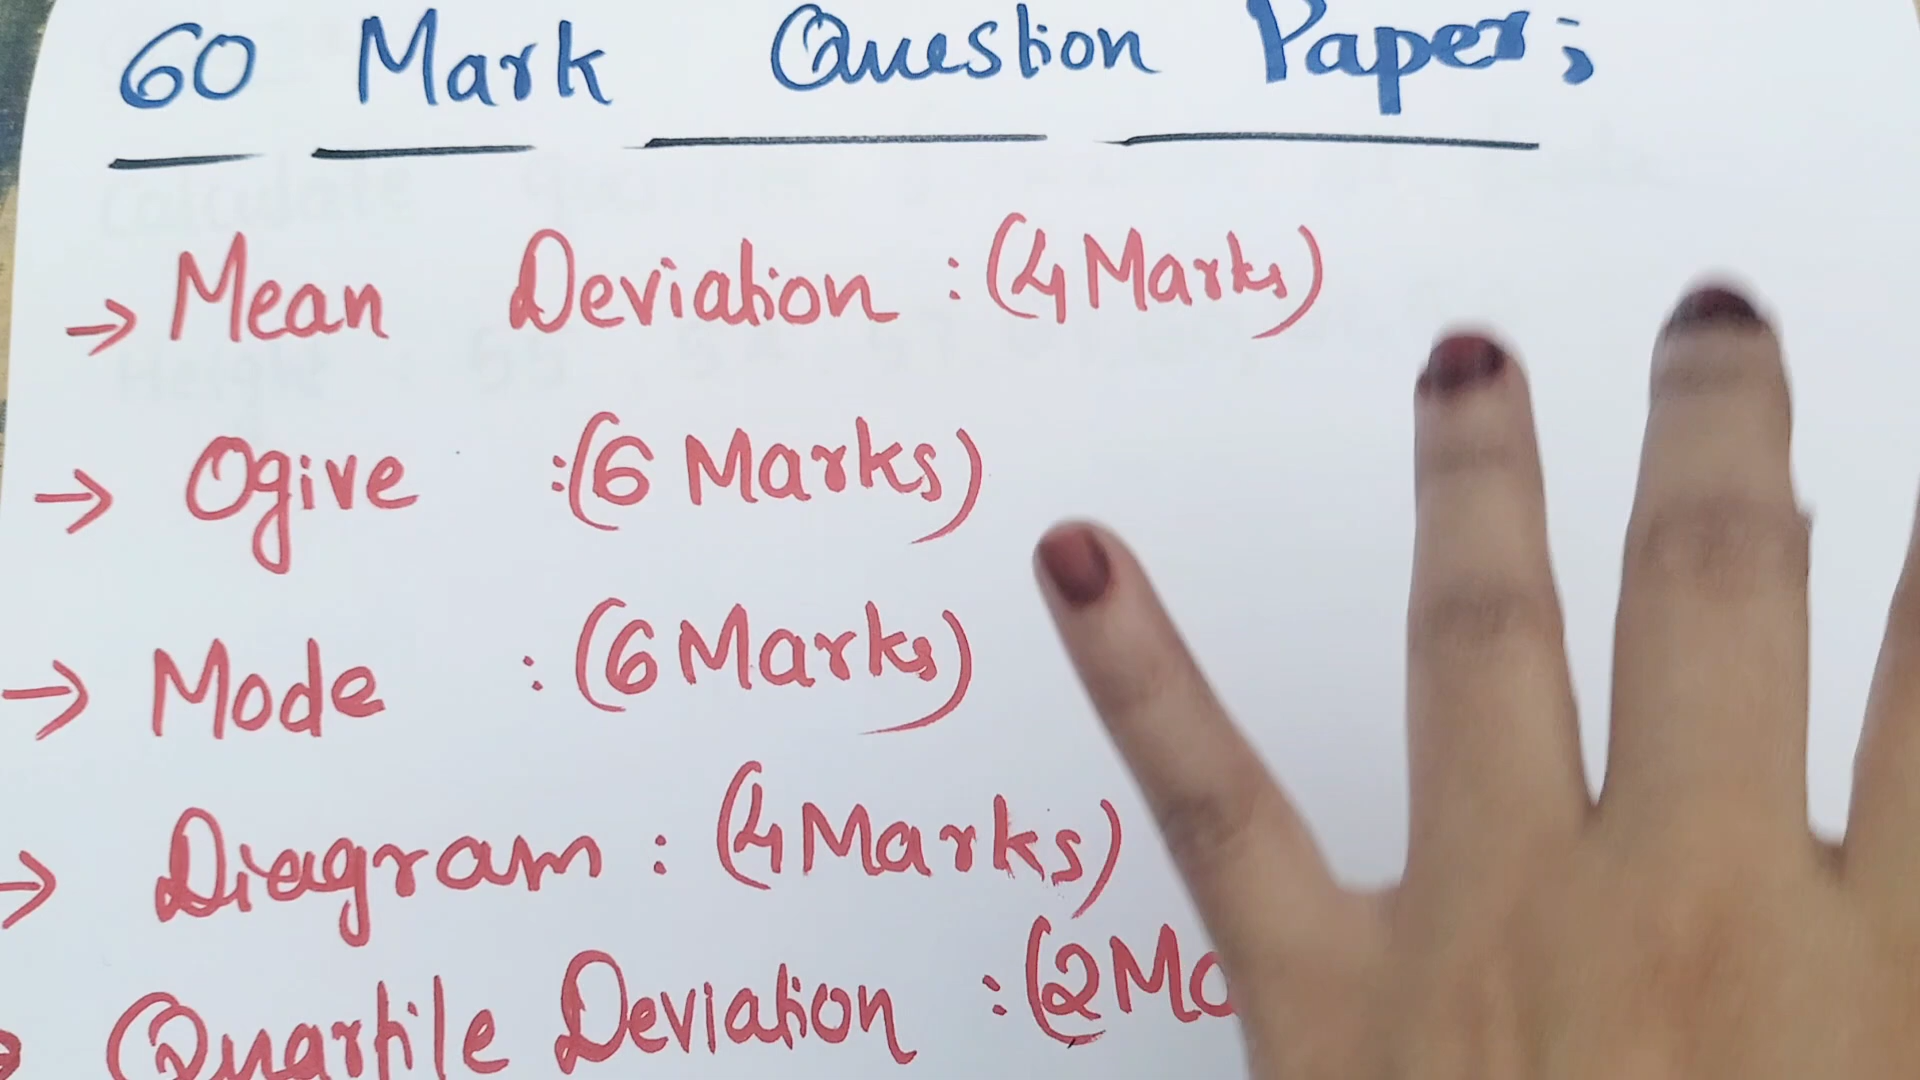 60 Mark Question Paper;
→ Mean Deviation : (4 Marks)
→ Ogive : (6 Marks)
→ Mode : (6 Marks)
→ Diagram : (4 Marks)
Quartile Deviation : (2